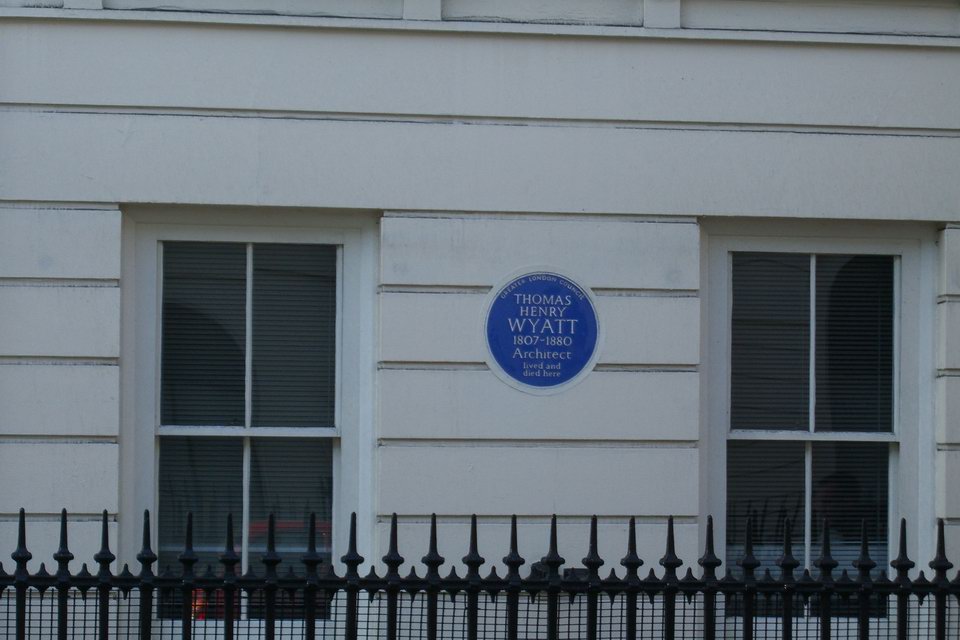 GREATER LONDON COUNCIL
THOMAS
HENRY
WYATT
1807-1880
Architect
lived and
died here